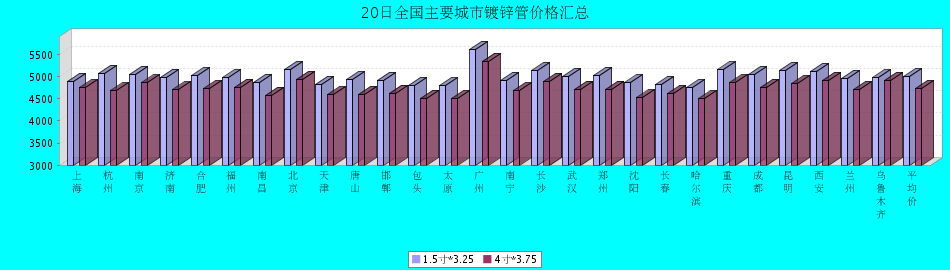 20日全国主要城市镀锌管价格汇总
5500
5000
4500
4000
3500
3000
上海 杭州 南京 济南 合肥 福州 南昌 北京 天津 唐山 邯郸 包头 太原 广州 南宁 长沙 武汉 郑州 沈阳 长春 哈尔滨 重庆 成都 昆明 西安 兰州 乌鲁木齐 平均价
1.5寸*3.25 4寸*3.75